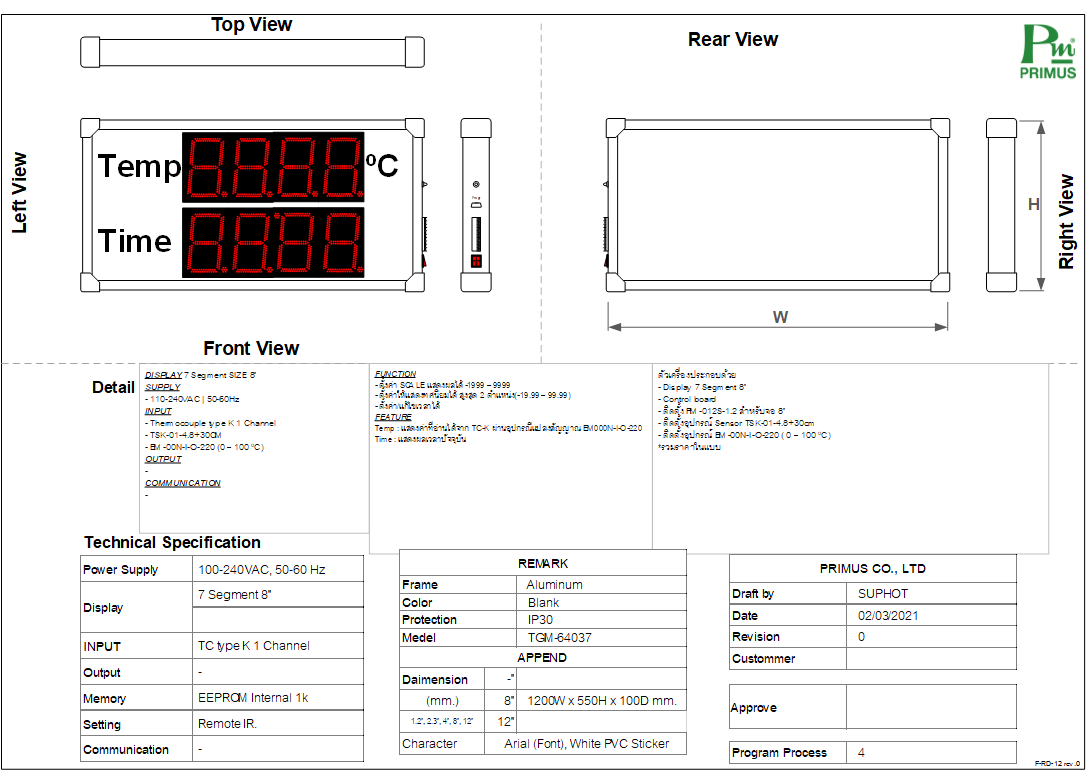 Top View
Rear View
Pm
PRIMUS
Left View
Temp
ºC
Time
H
Right View
W
Front View
Detail
DISPLAY 7 Segment SIZE 8"
SUPPLY
- 110-240VAC | 50-60Hz
INPUT
- Thermocouple type K 1 Channel
- TSK-01-4.8+30CM
- EM -00N-I-O-220 (0 – 100 ºC)
OUTPUT
-
COMMUNICATION
-
FUNCTION
-ตั้งค่า SCALE แสดงผลได้ -1999 – 9999
-ตั้งค่าให้แสดงทศนิยมได้ สูงสุด 2 ตำแหน่ง(-19.99 – 99.99)
-ตั้งค่าแก้ไขเวลาได้
FEATURE
Temp : แสดงค่าที่อ่านได้จาก TC-K ผ่านอุปกรณ์แปลงสัญญาณ EM000N-I-O-220
Time : แสดงผลเวลาปัจจุบัน
ตัวเครื่องประกอบด้วย
- Display 7 Segment 8"
- Control board
- ติดตั้ง PM -012S-1.2 สำหรับจอ 8"
- ติดตั้งอุปกรณ์ Sensor TSK-01-4.8+30cm
- ติดตั้งอุปกรณ์ EM -00N-I-O-220 ( 0 – 100 ºC)
*รวมราคาในแบบ
Technical Specification
Power Supply 100-240VAC, 50-60 Hz
Display 7 Segment 8"
INPUT TC type K 1 Channel
Output -
Memory EEPROM Internal 1k
Setting Remote IR.
Communication -
REMARK
Frame Aluminum
Color Blank
Protection IP30
Medel TGM-64037
APPEND
Daimension -"
(mm.) 8" 1200W x 550H x 100D mm.
1.2", 2.3", 4", 8", 12" 12"
Character Arial (Font), White PVC Sticker
PRIMUS CO., LTD
Draft by SUPHOT
Date 02/03/2021
Revision 0
Custommer
Approve
Program Process 4
F-RD-12 rev.0